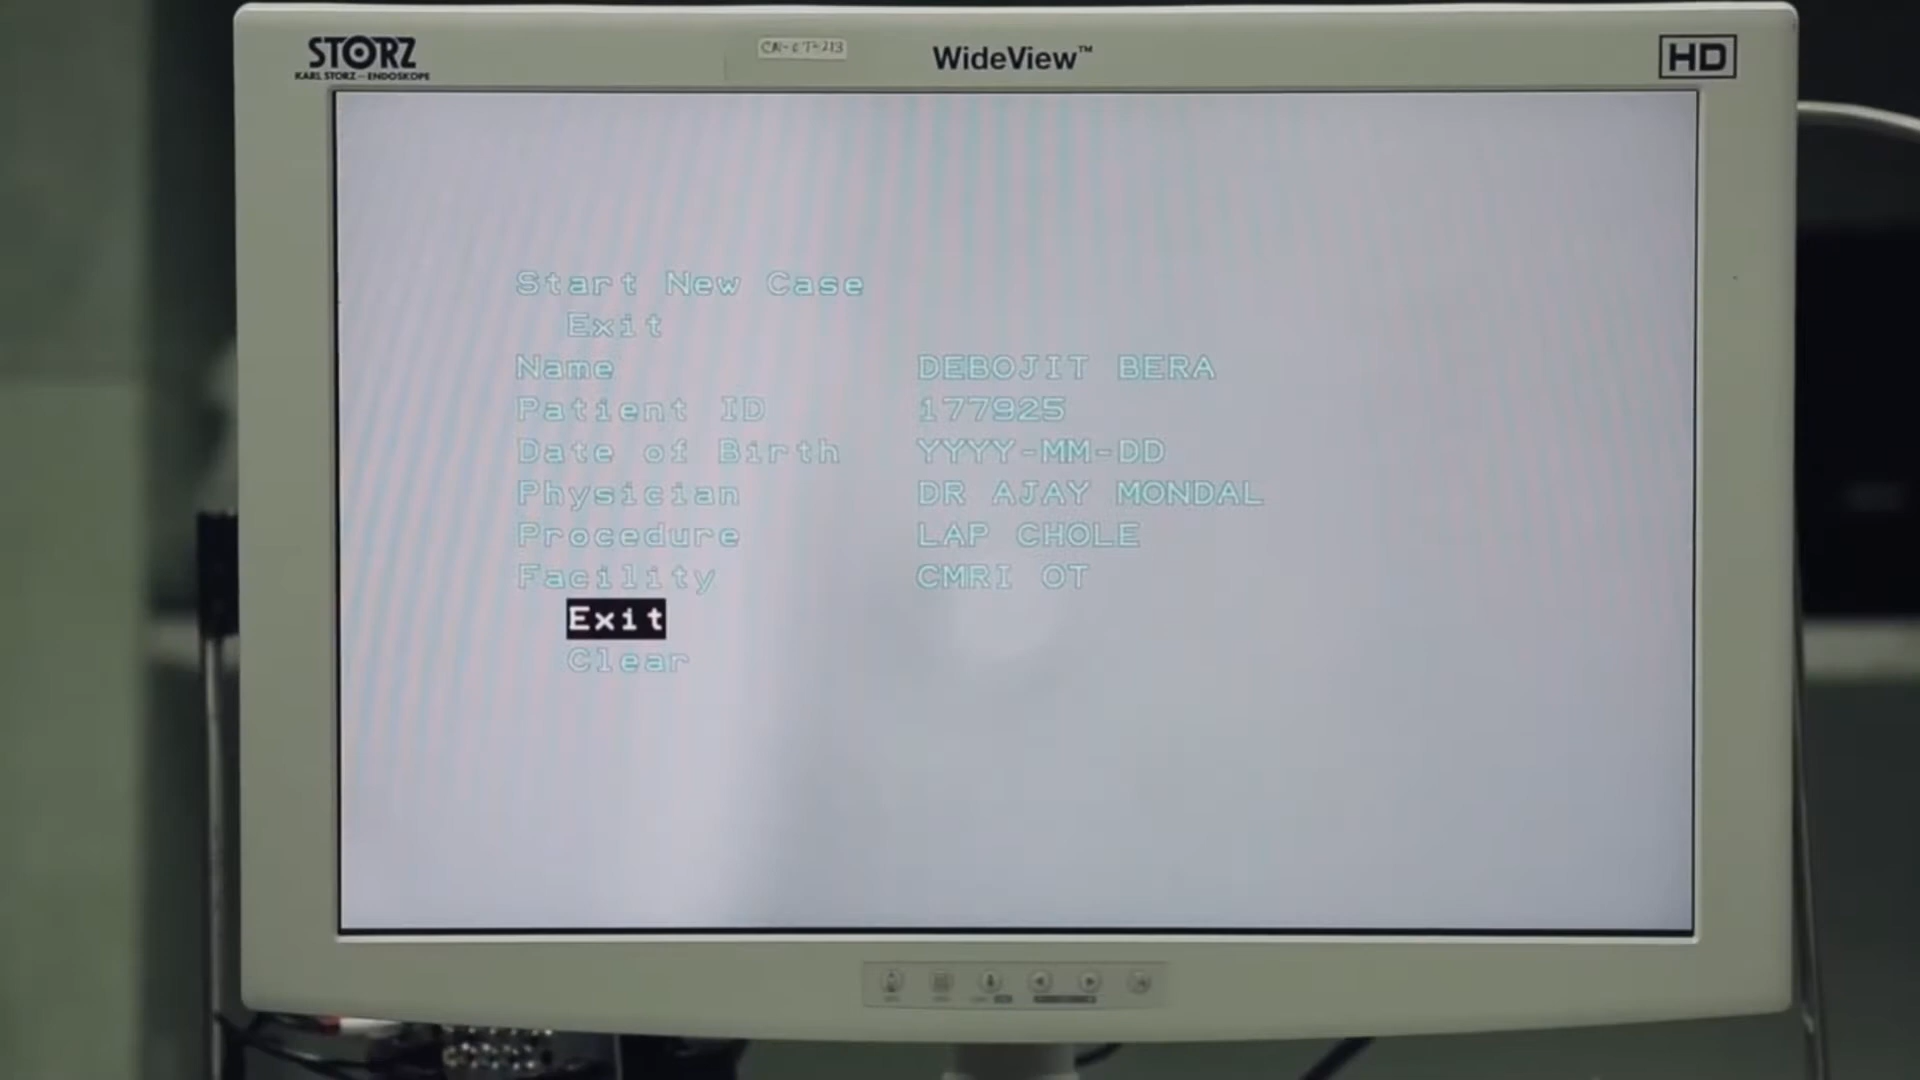 STORZ
KARL STORZ — ENDOSKOPE
WideView™
HD
Start New Case
Exit
Name DEBOJIT BERA
Patient ID 177925
Date of Birth YYYY-MM-DD
Physician DR AJAY MONDAL
Procedure LAP CHOLE
Facility CMRI OT
Exit
Clear